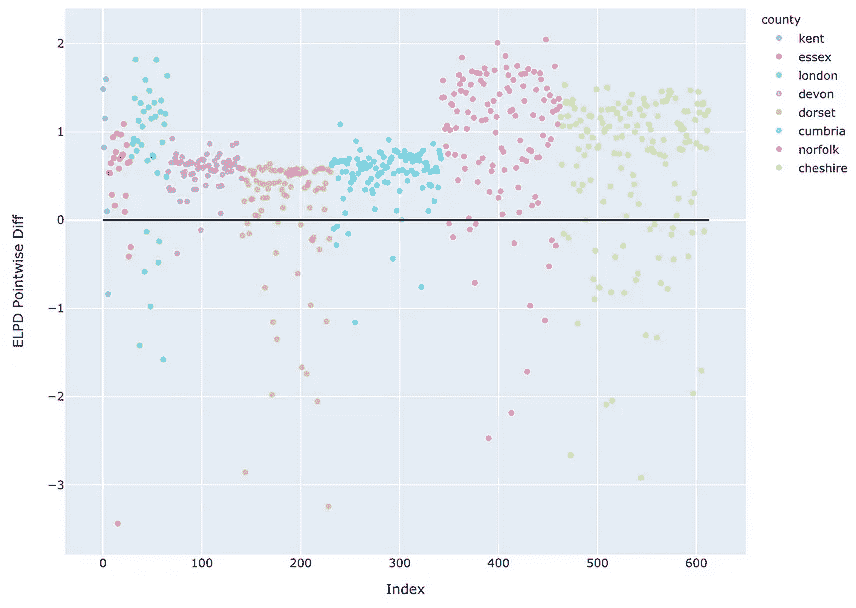 county
kent
essex
london
devon
dorset
cumbria
norfolk
cheshire
2
1
0
−1
−2
−3
ELPD Pointwise Diff
0 100 200 300 400 500 600
Index